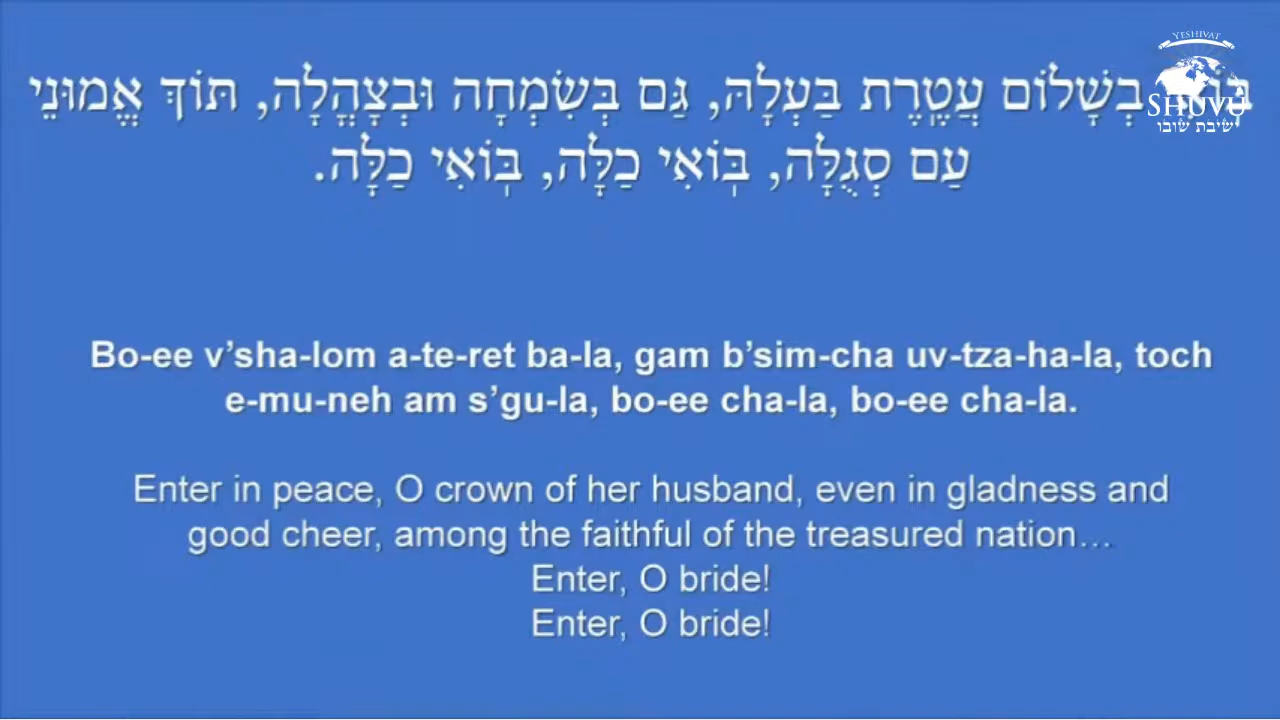 בְשָׁלוֹם עֲטֶרֶת בַּעְלָהּ, גַּם בְּשִׂמְחָה וּבְצָהֳלָה, תּוֹךְ אֱמוּנֵי
עַם סְגֻלָּה, בּוֹאִי כַלָּה, בּוֹאִי כַלָּה.
YESHIVAT
SHUVU
ישיבת שובו
Bo-ee v’sha-lom a-te-ret ba-la, gam b’sim-cha uv-tza-ha-la, toch
e-mu-neh am s’gu-la, bo-ee cha-la, bo-ee cha-la.
Enter in peace, O crown of her husband, even in gladness and
good cheer, among the faithful of the treasured nation…
Enter, O bride!
Enter, O bride!